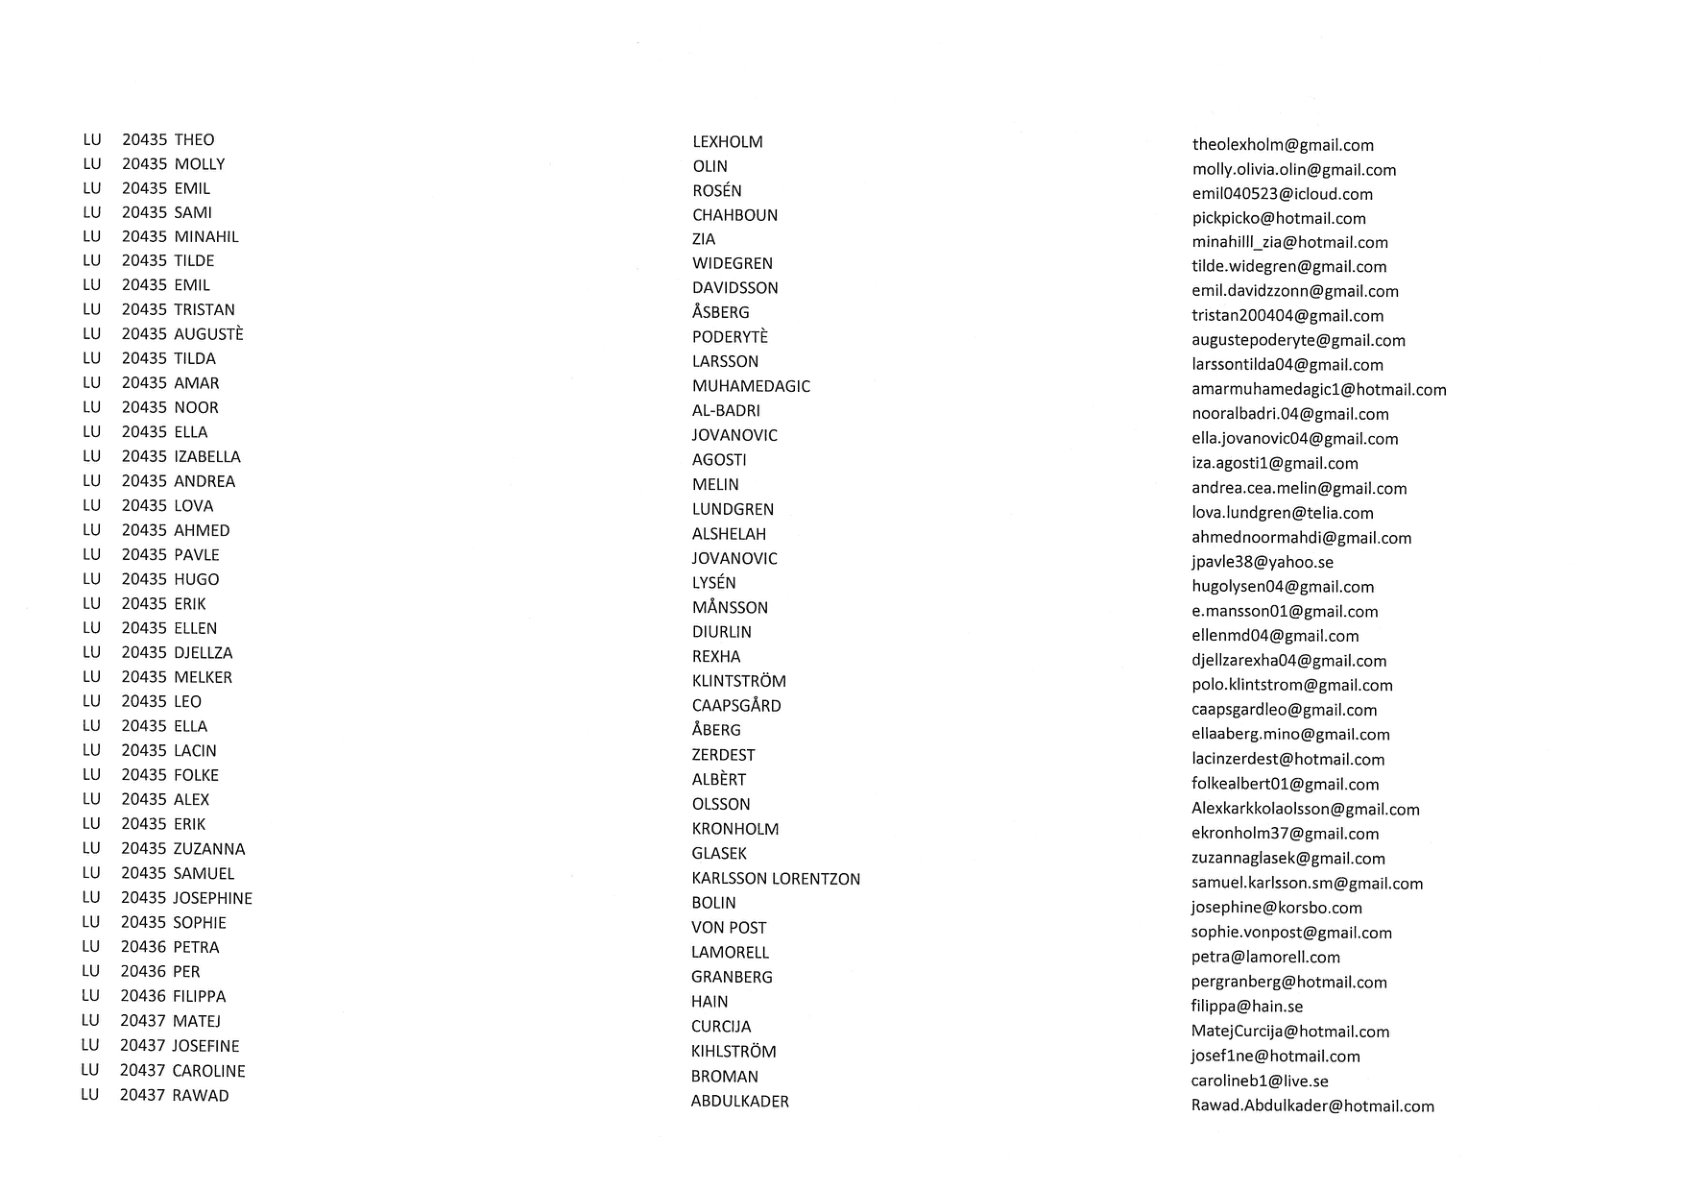 LU 20435 THEO LEXHOLM theolexholm@gmail.com
LU 20435 MOLLY OLIN molly.olivia.olin@gmail.com
LU 20435 EMIL ROSÉN emil040523@icloud.com
LU 20435 SAMI CHAHBOUN pickpicko@hotmail.com
LU 20435 MINAHIL ZIA minahilll_zia@hotmail.com
LU 20435 TILDE WIDEGREN tilde.widegren@gmail.com
LU 20435 EMIL DAVIDSSON emil.davidzzonn@gmail.com
LU 20435 TRISTAN ÅSBERG tristan200404@gmail.com
LU 20435 AUGUSTÈ PODERYTÈ augustepoderyte@gmail.com
LU 20435 TILDA LARSSON larssontilda04@gmail.com
LU 20435 AMAR MUHAMEDAGIC amarmuhamedagic1@hotmail.com
LU 20435 NOOR AL-BADRI nooralbadri.04@gmail.com
LU 20435 ELLA JOVANOVIC ella.jovanovic04@gmail.com
LU 20435 IZABELLA AGOSTI iza.agosti1@gmail.com
LU 20435 ANDREA MELIN andrea.cea.melin@gmail.com
LU 20435 LOVA LUNDGREN lova.lundgren@telia.com
LU 20435 AHMED ALSHELAH ahmednoormahdi@gmail.com
LU 20435 PAVLE JOVANOVIC jpavle38@yahoo.se
LU 20435 HUGO LYSÉN hugolysen04@gmail.com
LU 20435 ERIK MÅNSSON e.mansson01@gmail.com
LU 20435 ELLEN DIURLIN ellenmd04@gmail.com
LU 20435 DJELLZA REXHA djellzarexha04@gmail.com
LU 20435 MELKER KLINTSTRÖM polo.klintstrom@gmail.com
LU 20435 LEO CAAPSGÅRD caapsgardleo@gmail.com
LU 20435 ELLA ÅBERG ellaaberg.mino@gmail.com
LU 20435 LACIN ZERDEST lacinzerdest@hotmail.com
LU 20435 FOLKE ALBÈRT folkealbert01@gmail.com
LU 20435 ALEX OLSSON Alexkarkkolaolsson@gmail.com
LU 20435 ERIK KRONHOLM ekronholm37@gmail.com
LU 20435 ZUZANNA GLASEK zuzannaglasek@gmail.com
LU 20435 SAMUEL KARLSSON LORENTZON samuel.karlsson.sm@gmail.com
LU 20435 JOSEPHINE BOLIN josephine@korsbo.com
LU 20435 SOPHIE VON POST sophie.vonpost@gmail.com
LU 20436 PETRA LAMORELL petra@lamorell.com
LU 20436 PER GRANBERG pergranberg@hotmail.com
LU 20436 FILIPPA HAIN filippa@hain.se
LU 20437 MATEJ CURCIJA MatejCurcija@hotmail.com
LU 20437 JOSEFINE KIHLSTRÖM josef1ne@hotmail.com
LU 20437 CAROLINE BROMAN carolineb1@live.se
LU 20437 RAWAD ABDULKADER Rawad.Abdulkader@hotmail.com